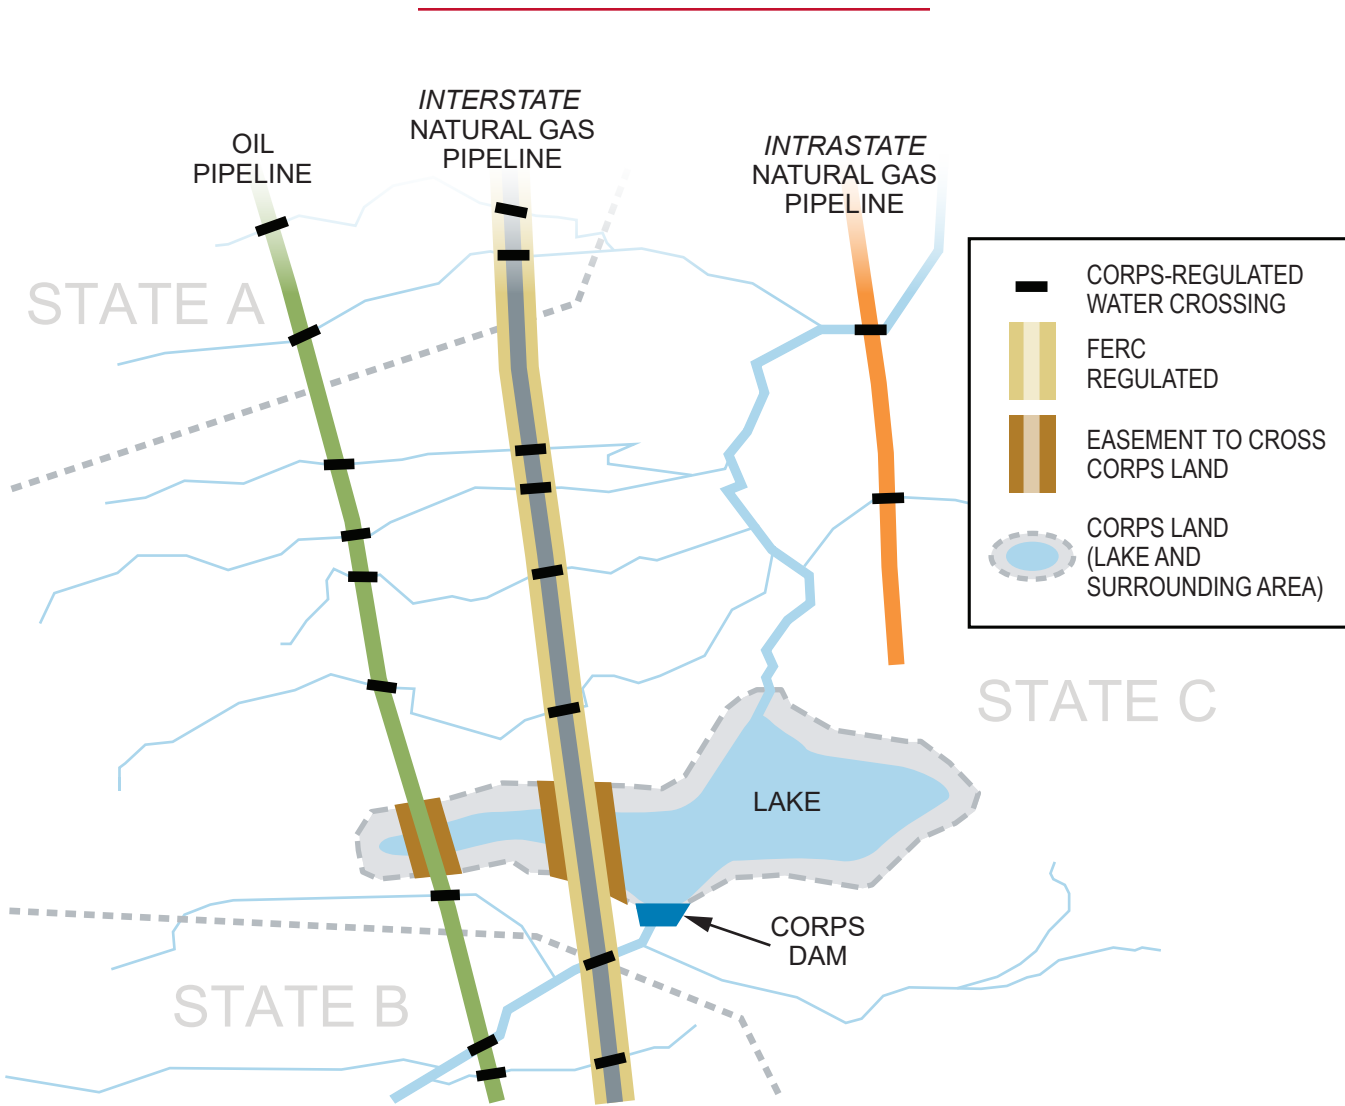 OIL
PIPELINE
INTERSTATE
NATURAL GAS
PIPELINE
INTRASTATE
NATURAL GAS
PIPELINE
STATE A
CORPS-REGULATED
WATER CROSSING
FERC
REGULATED
EASEMENT TO CROSS
CORPS LAND
CORPS LAND
(LAKE AND
SURROUNDING AREA)
STATE C
LAKE
CORPS
DAM
STATE B